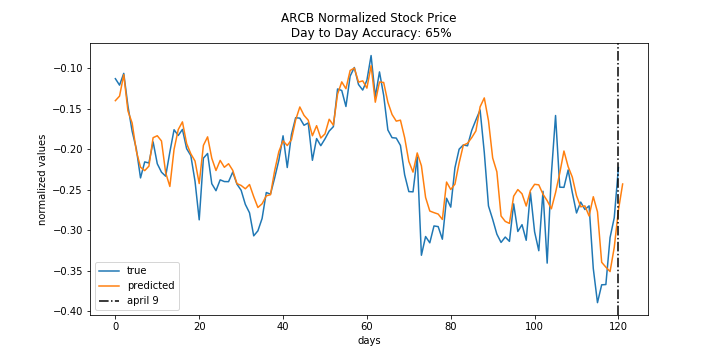 ARCB Normalized Stock Price
Day to Day Accuracy: 65%
normalized values
−0.10
−0.15
−0.20
−0.25
−0.30
−0.35
−0.40
true
predicted
april 9
0
20
40
60
80
100
120
days